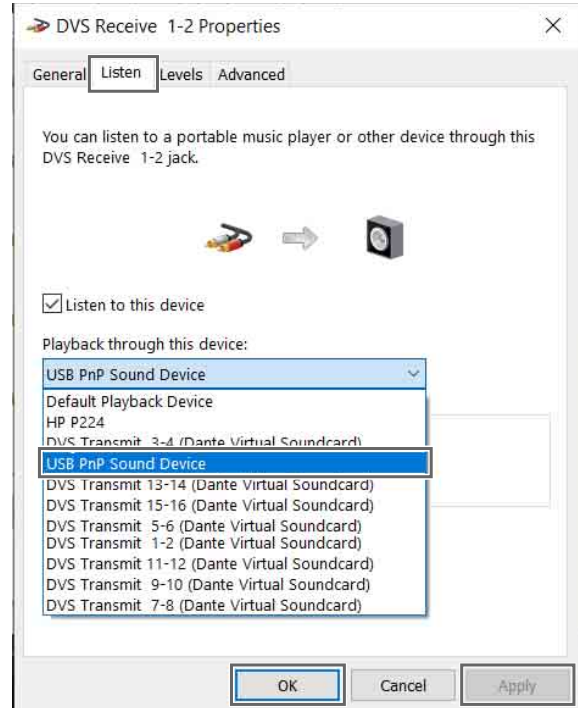 DVS Receive 1-2 Properties
General Listen Levels Advanced
You can listen to a portable music player or other device through this
DVS Receive 1-2 jack.
Listen to this device
Playback through this device:
USB PnP Sound Device
Default Playback Device
HP P224
DVS Transmit 3-4 (Dante Virtual Soundcard)
USB PnP Sound Device
DVS Transmit 13-14 (Dante Virtual Soundcard)
DVS Transmit 15-16 (Dante Virtual Soundcard)
DVS Transmit 5-6 (Dante Virtual Soundcard)
DVS Transmit 1-2 (Dante Virtual Soundcard)
DVS Transmit 11-12 (Dante Virtual Soundcard)
DVS Transmit 9-10 (Dante Virtual Soundcard)
DVS Transmit 7-8 (Dante Virtual Soundcard)
OK Cancel Apply